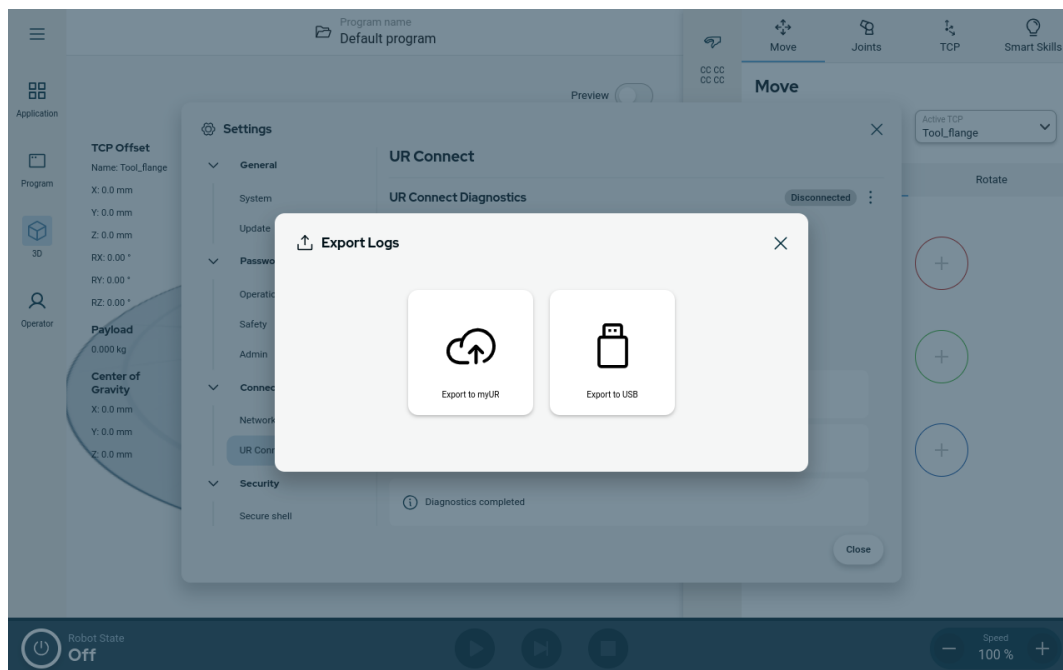 Program name
Default program
Move
Joints
TCP
Smart Skills
CC CC
CC CC
Application
Program
3D
Operator
Preview
Move
Active TCP
Tool_flange
Rotate
TCP Offset
Name: Tool_flange
X: 0.0 mm
Y: 0.0 mm
Z: 0.0 mm
RX: 0.00 °
RY: 0.00 °
RZ: 0.00 °
Payload
0.000 kg
Center of
Gravity
X: 0.0 mm
Y: 0.0 mm
Z: 0.0 mm
Settings
General
System
Update
Passwo
Operatic
Safety
Admin
Connec
Network
UR Conr
Security
Secure shell
UR Connect
UR Connect Diagnostics
Disconnected
Export Logs
Export to myUR
Export to USB
Diagnostics completed
Close
Robot State
Off
Speed
100 %